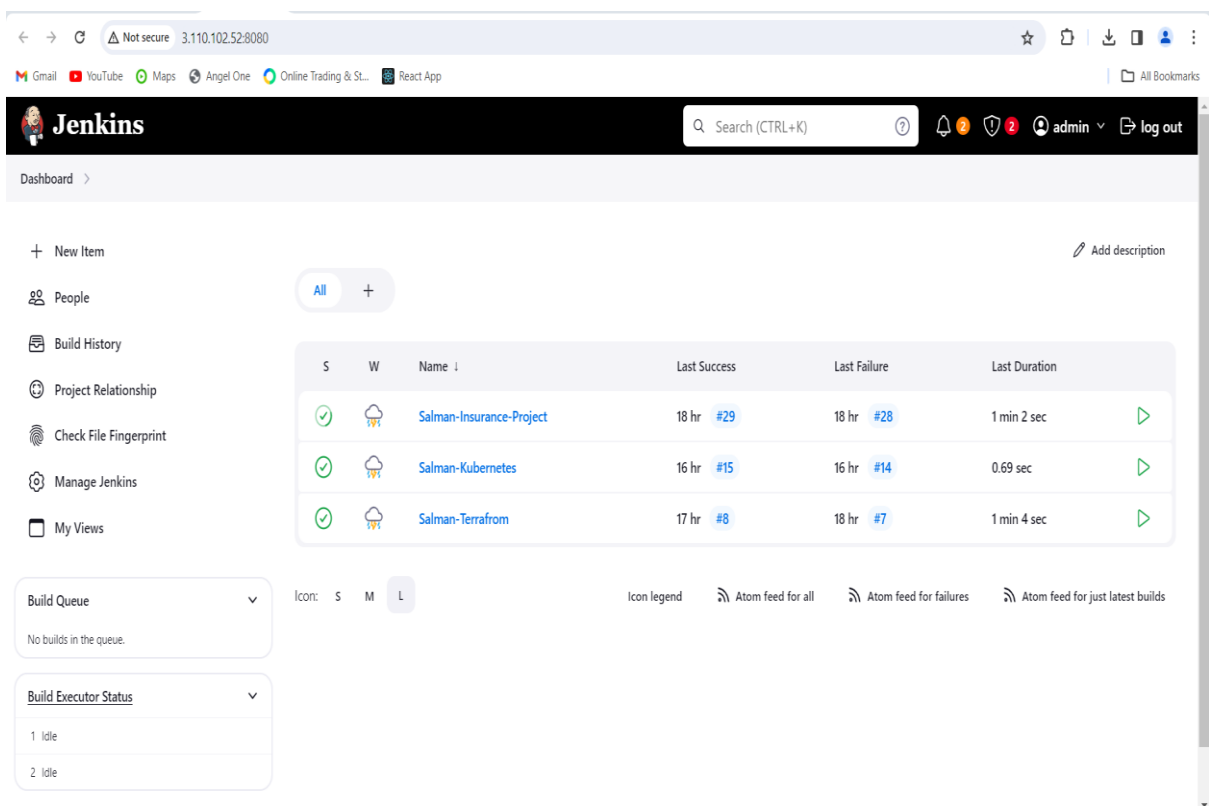 Not secure 3.110.102.52:8080
Gmail YouTube Maps Angel One Online Trading & St... React App All Bookmarks
Jenkins Search (CTRL+K) ? 2 2 admin log out
Dashboard
New Item
Add description
People
All +
Build History
Project Relationship
Check File Fingerprint
Manage Jenkins
My Views
S W Name ↓ Last Success Last Failure Last Duration
Salman-Insurance-Project 18 hr #29 18 hr #28 1 min 2 sec
Salman-Kubernetes 16 hr #15 16 hr #14 0.69 sec
Salman-Terrafrom 17 hr #8 18 hr #7 1 min 4 sec
Icon: S M L Icon legend Atom feed for all Atom feed for failures Atom feed for just latest builds
Build Queue
No builds in the queue.
Build Executor Status
1 Idle
2 Idle